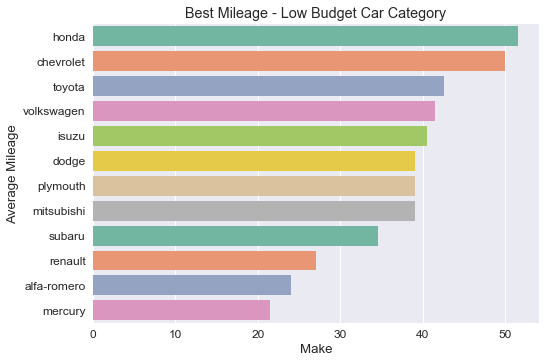 Best Mileage - Low Budget Car Category
honda
chevrolet
toyota
volkswagen
isuzu
dodge
plymouth
mitsubishi
subaru
renault
alfa-romero
mercury
Average Mileage
0 10 20 30 40 50
Make